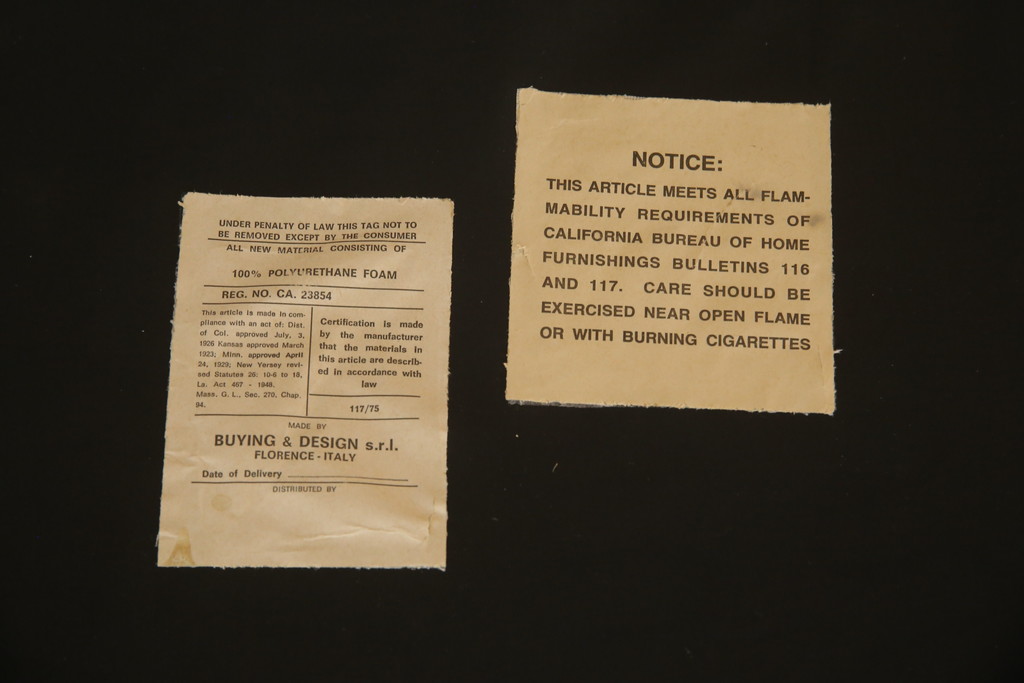 UNDER PENALTY OF LAW THIS TAG NOT TO
BE REMOVED EXCEPT BY THE CONSUMER
ALL NEW MATERIAL CONSISTING OF
100% POLYURETHANE FOAM
REG. NO. CA. 23854
This article is made in com-
pliance with an act of: Dist.
of Col. approved July, 3,
1926 Kansas approved March
1923; Minn. approved April
24, 1929; New Yersey revi-
sed Statutes 26: 10-6 to 18,
La. Act 467 - 1948.
Mass. G. L., Sec. 270, Chap.
94.
Certification is made
by the manufacturer
that the materials in
this article are describ-
ed in accordance with
law
117/75
MADE BY
BUYING & DESIGN s.r.l.
FLORENCE - ITALY
Date of Delivery
DISTRIBUTED BY
NOTICE:
THIS ARTICLE MEETS ALL FLAM-
MABILITY REQUIREMENTS OF
CALIFORNIA BUREAU OF HOME
FURNISHINGS BULLETINS 116
AND 117. CARE SHOULD BE
EXERCISED NEAR OPEN FLAME
OR WITH BURNING CIGARETTES